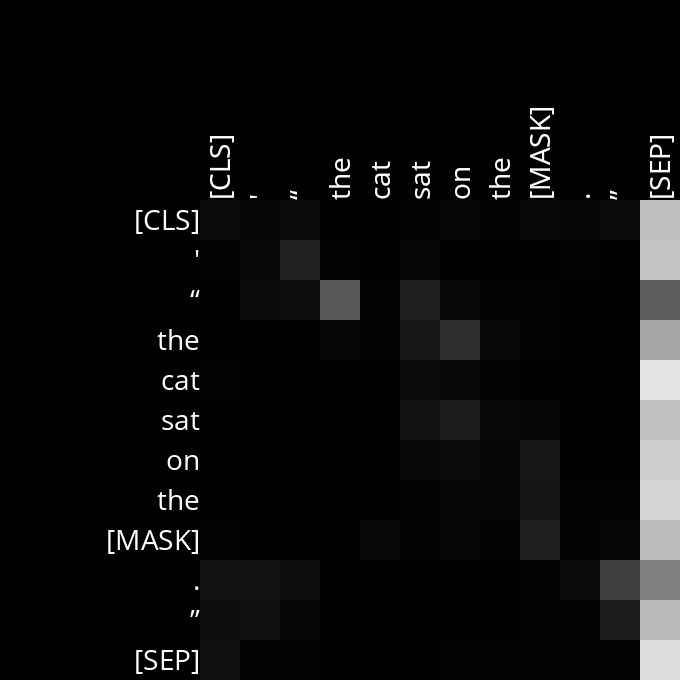 [CLS] ' “ the cat sat on the [MASK] . ” [SEP]
[CLS]
'
“
the
cat
sat
on
the
[MASK]
.
”
[SEP]